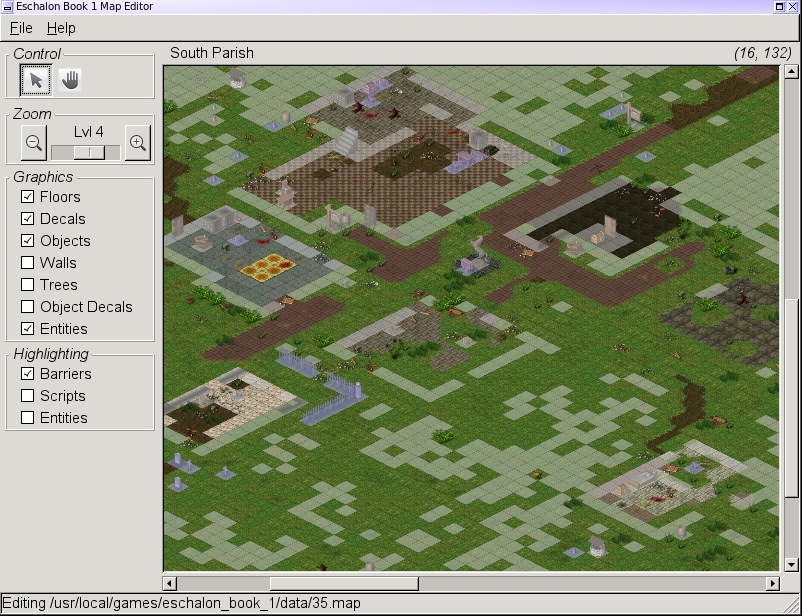 Eschalon Book 1 Map Editor
File Help
Control
South Parish (16, 132)
Zoom
Lvl 4
Graphics
Floors
Decals
Objects
Walls
Trees
Object Decals
Entities
Highlighting
Barriers
Scripts
Entities
Editing /usr/local/games/eschalon_book_1/data/35.map